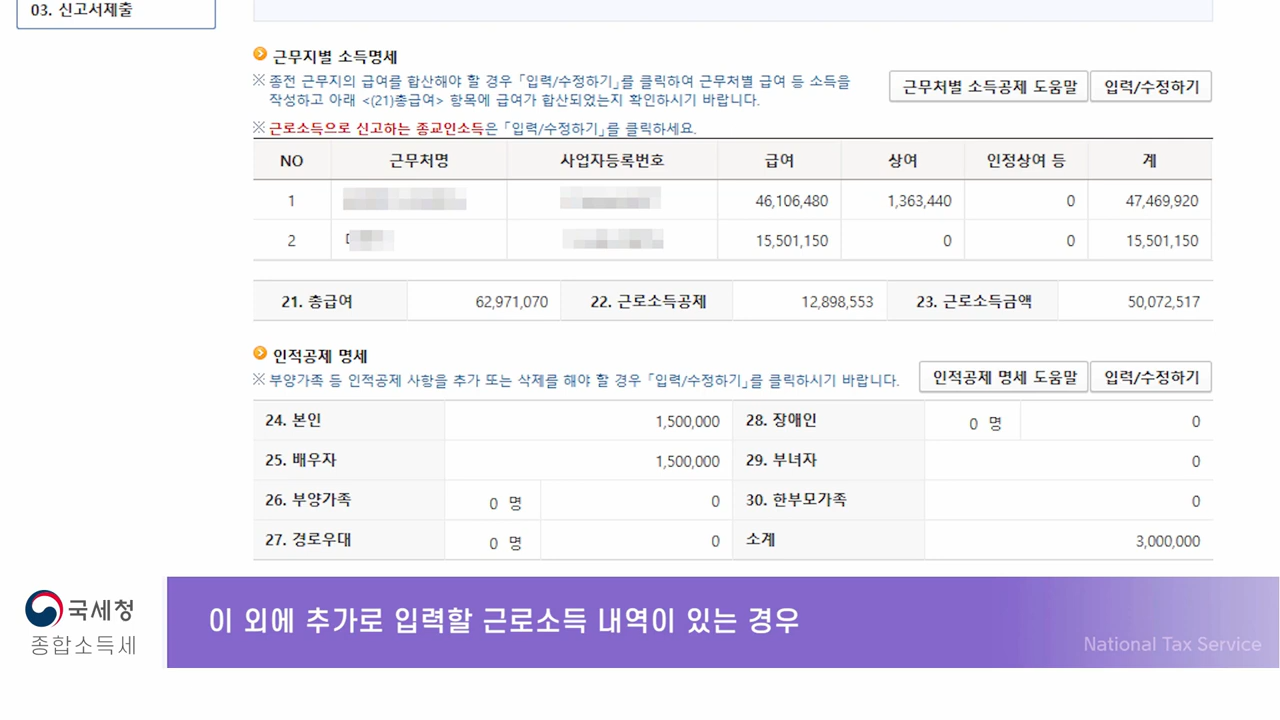 03. 신고서제출
근무지별 소득명세
※ 종전 근무지의 급여를 합산해야 할 경우 「입력/수정하기」를 클릭하여 근무처별 급여 등 소득을
작성하고 아래 <(21)총급여> 항목에 급여가 합산되었는지 확인하시기 바랍니다.
근무처별 소득공제 도움말 입력/수정하기
※ 근로소득으로 신고하는 종교인소득은 「입력/수정하기」를 클릭하세요.
NO 근무처명 사업자등록번호 급여 상여 인정상여 등 계
1 46,106,480 1,363,440 0 47,469,920
2 15,501,150 0 0 15,501,150
21. 총급여 62,971,070 22. 근로소득공제 12,898,553 23. 근로소득금액 50,072,517
인적공제 명세
※ 부양가족 등 인적공제 사항을 추가 또는 삭제를 해야 할 경우 「입력/수정하기」를 클릭하시기 바랍니다.
인적공제 명세 도움말 입력/수정하기
24. 본인 1,500,000 28. 장애인 0 명 0
25. 배우자 1,500,000 29. 부녀자 0
26. 부양가족 0 명 0 30. 한부모가족 0
27. 경로우대 0 명 0 소계 3,000,000
국세청
종합소득세
이 외에 추가로 입력할 근로소득 내역이 있는 경우
National Tax Service